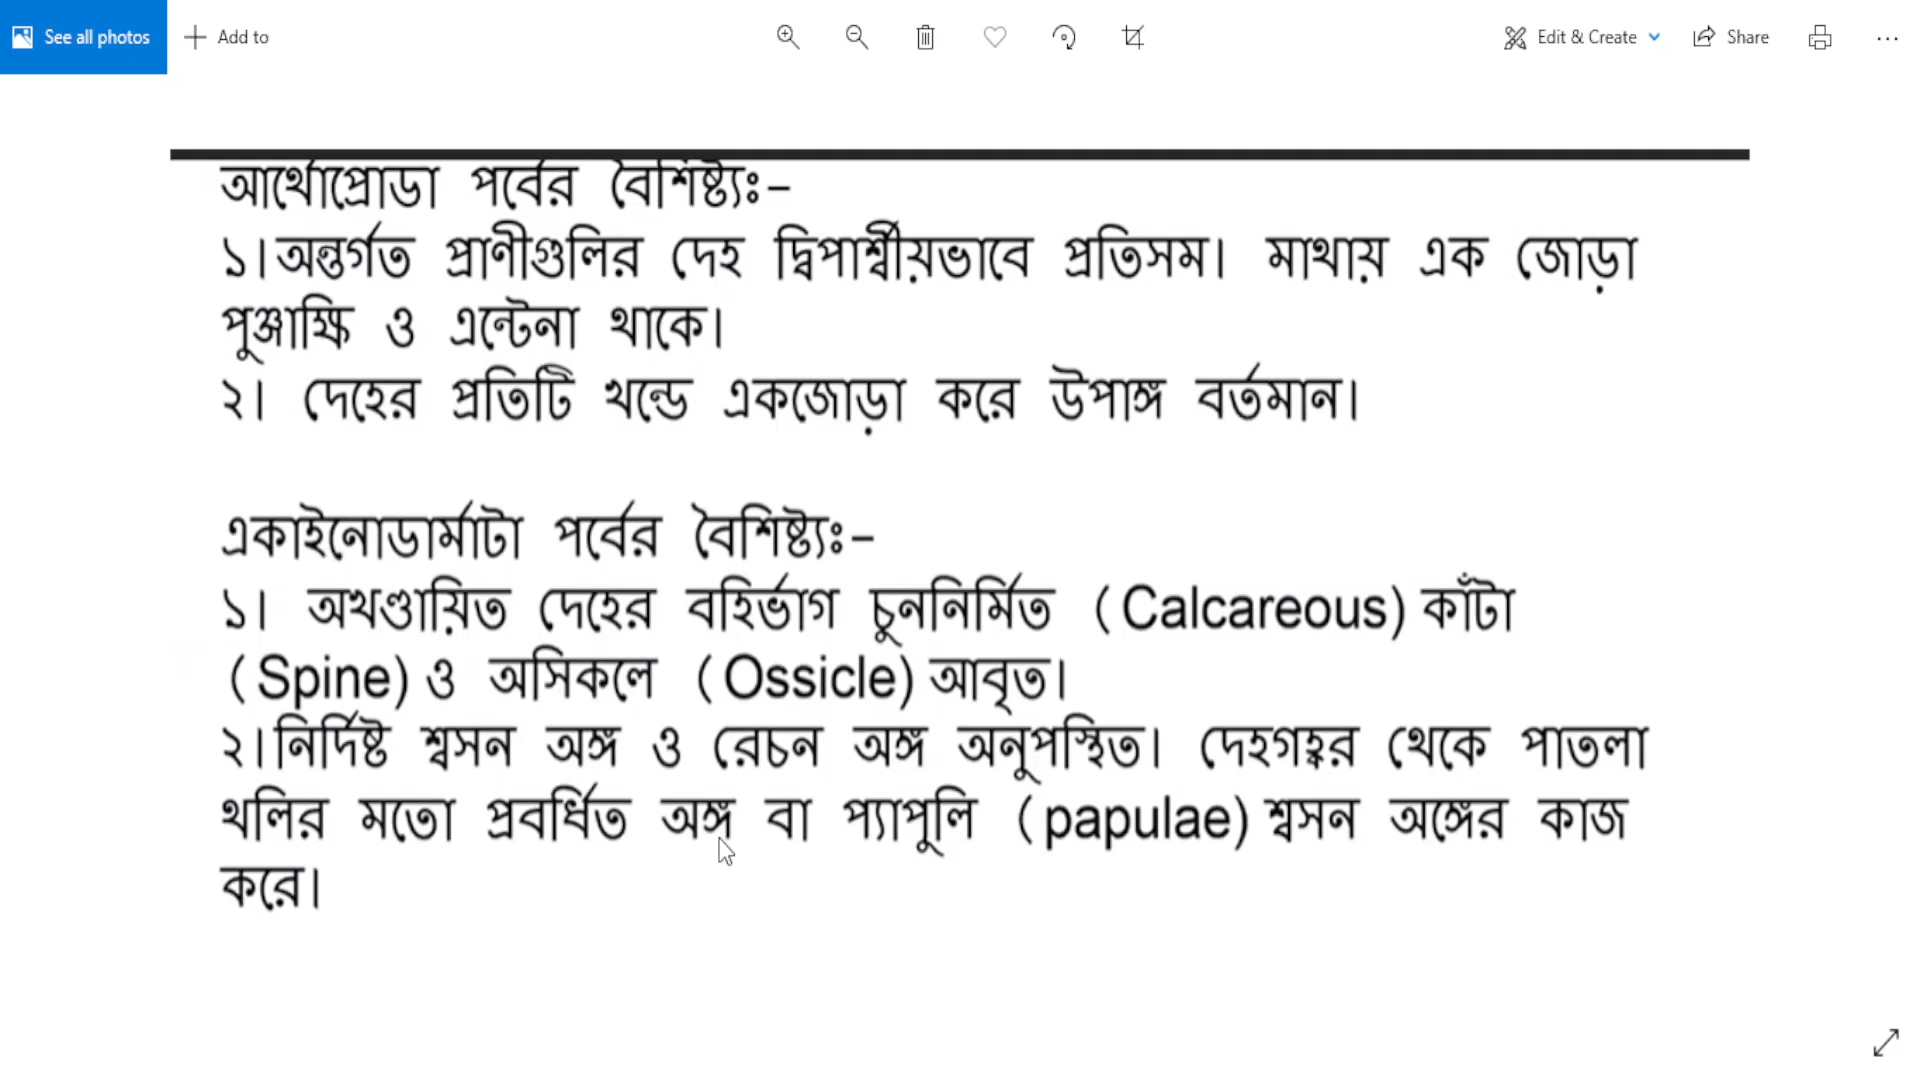 See all photos
Add to
Edit & Create
Share
আর্থোপ্রোডা পর্বের বৈশিষ্ট্যঃ–
১।অন্তর্গত প্রাণীগুলির দেহ দ্বিপার্শ্বীয়ভাবে প্রতিসম। মাথায় এক জোড়া
পুঞ্জাক্ষি ও এন্টেনা থাকে।
২। দেহের প্রতিটি খন্ডে একজোড়া করে উপাঙ্গ বর্তমান।
একাইনোডার্মাটা পর্বের বৈশিষ্ট্যঃ–
১। অখণ্ডায়িত দেহের বহির্ভাগ চুননির্মিত (Calcareous) কাঁটা
(Spine) ও অসিকলে (Ossicle) আবৃত।
২।নির্দিষ্ট শ্বসন অঙ্গ ও রেচন অঙ্গ অনুপস্থিত। দেহগহ্বর থেকে পাতলা
থলির মতো প্রবর্ধিত অঙ্গ বা প্যাপুলি (papulae) শ্বসন অঙ্গের কাজ
করে।